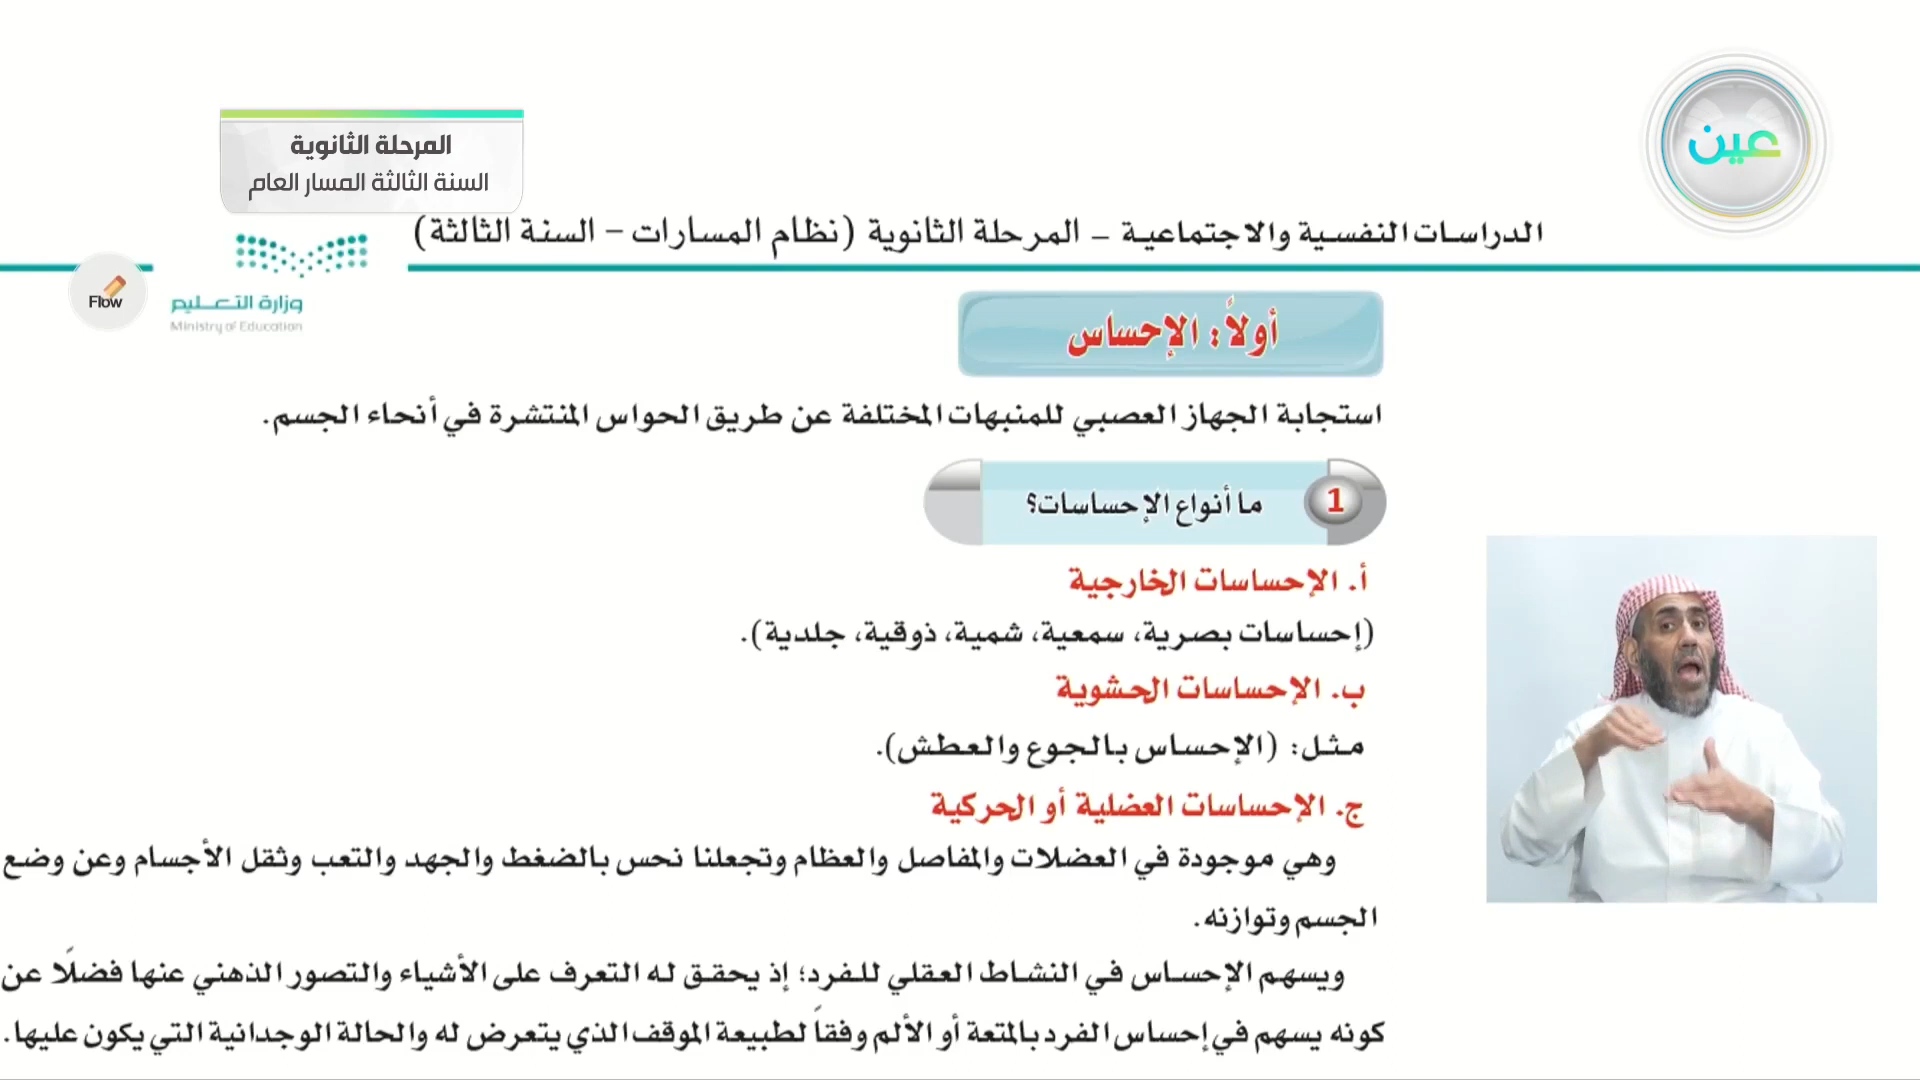 عين
المرحلة الثانوية
السنة الثالثة المسار العام
الدراسات النفسية والاجتماعية – المرحلة الثانوية (نظام المسارات – السنة الثالثة)
Flow
وزارة التعليم
Ministry of Education
أولاً : الإحساس
استجابة الجهاز العصبي للمنبهات المختلفة عن طريق الحواس المنتشرة في أنحاء الجسم.
1 ما أنواع الإحساسات؟
أ. الإحساسات الخارجية
(إحساسات بصرية، سمعية، شمية، ذوقية، جلدية).
ب. الإحساسات الحشوية
مثل: (الإحساس بالجوع والعطش).
ج. الإحساسات العضلية أو الحركية
وهي موجودة في العضلات والمفاصل والعظام وتجعلنا نحس بالضغط والجهد والتعب وثقل الأجسام وعن وضع
الجسم وتوازنه.
ويسهم الإحساس في النشاط العقلي للفرد؛ إذ يحقق له التعرف على الأشياء والتصور الذهني عنها فضلًا عن
كونه يسهم في إحساس الفرد بالمتعة أو الألم وفقاً لطبيعة الموقف الذي يتعرض له والحالة الوجدانية التي يكون عليها.